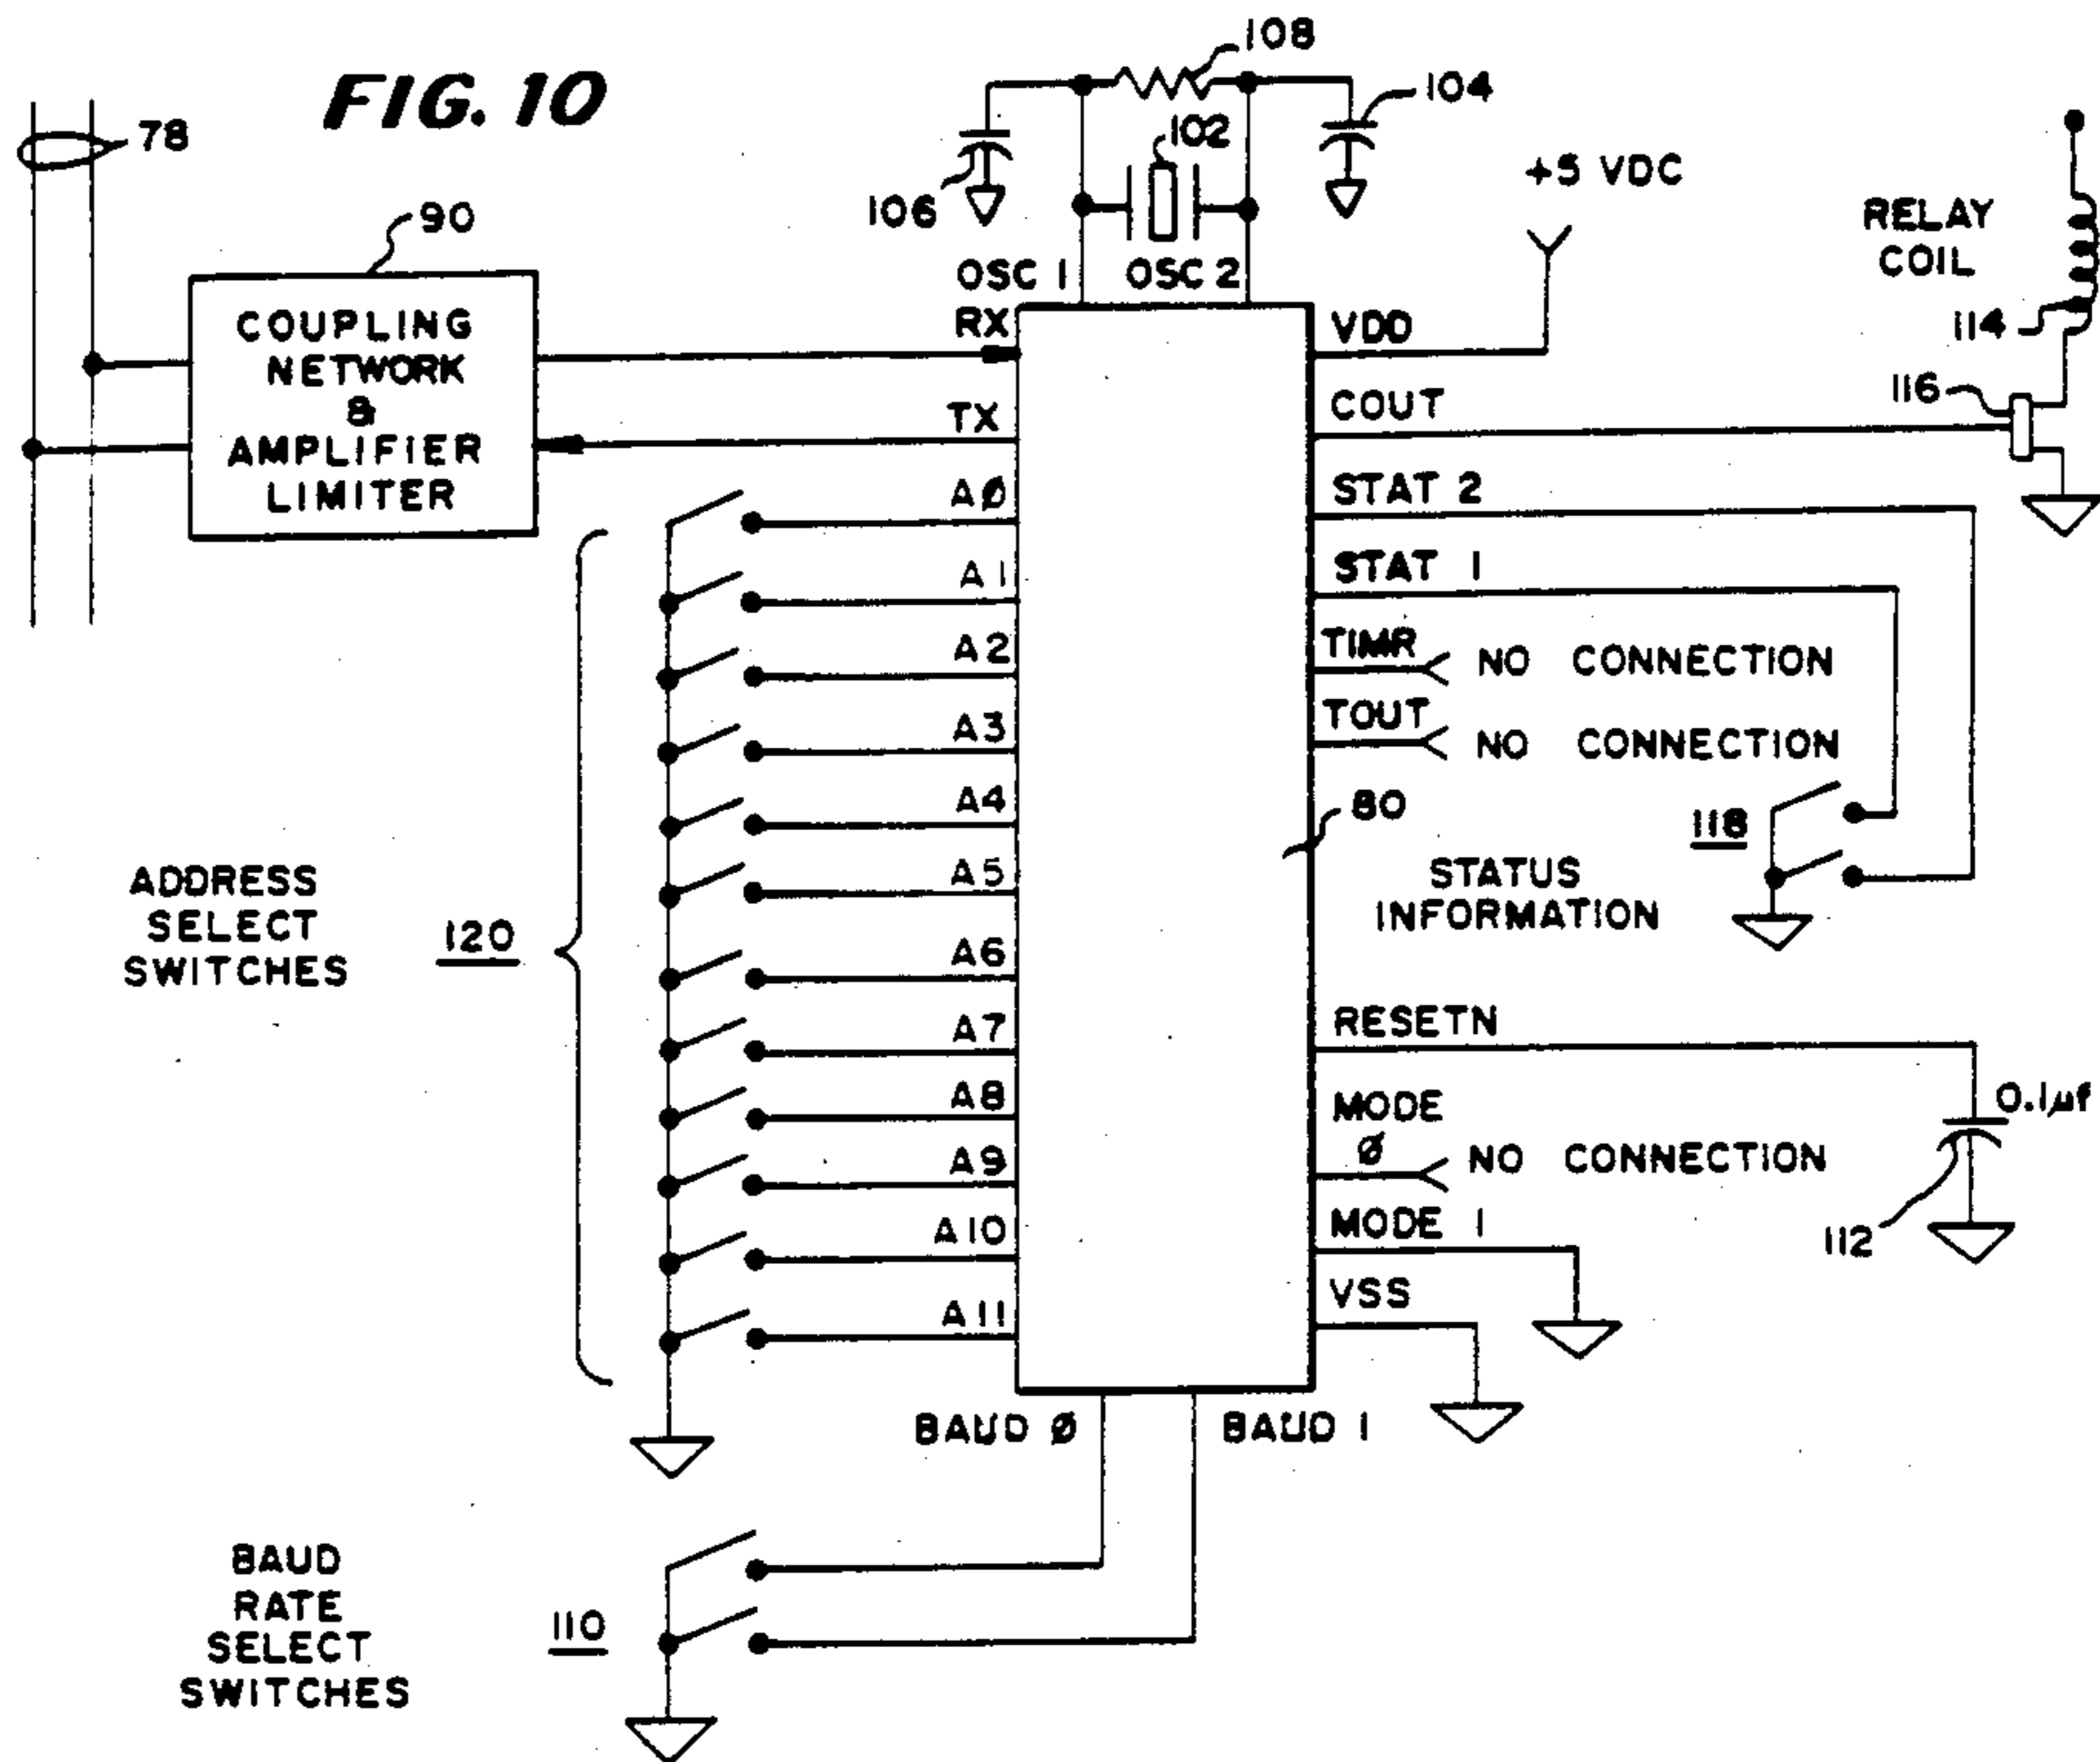 FIG. 10
108
104
78
102
106
+5 VDC
90
RELAY
COIL
114
OSC 1
OSC 2
COUPLING
NETWORK
&
AMPLIFIER
LIMITER
RX
TX
A0̸
A1
A2
A3
A4
A5
A6
A7
A8
A9
A10
A11
VDD
COUT
116
STAT 2
STAT 1
TIMR
NO CONNECTION
TOUT
NO CONNECTION
80
118
STATUS
INFORMATION
ADDRESS
SELECT
SWITCHES
120
RESETN
0.1µf
MODE
Ø
NO CONNECTION
112
MODE 1
VSS
BAUD Ø
BAUD 1
BAUD
RATE
SELECT
SWITCHES
110